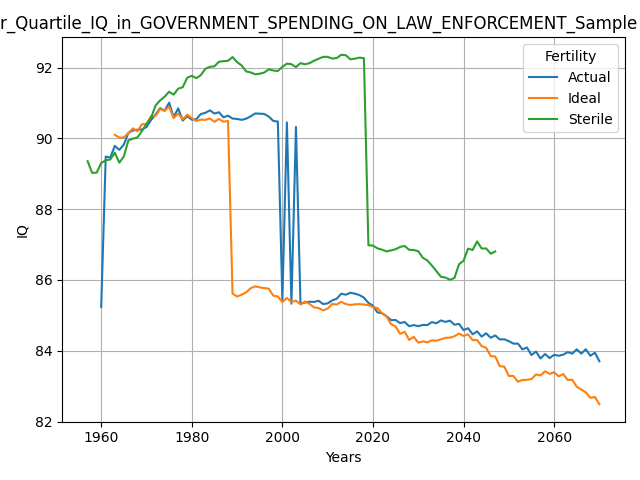 r_Quartile_IQ_in_GOVERNMENT_SPENDING_ON_LAW_ENFORCEMENT_Sample
Fertility
Actual
Ideal
Sterile
IQ
92
90
88
86
84
82
1960
1980
2000
2020
2040
2060
Years